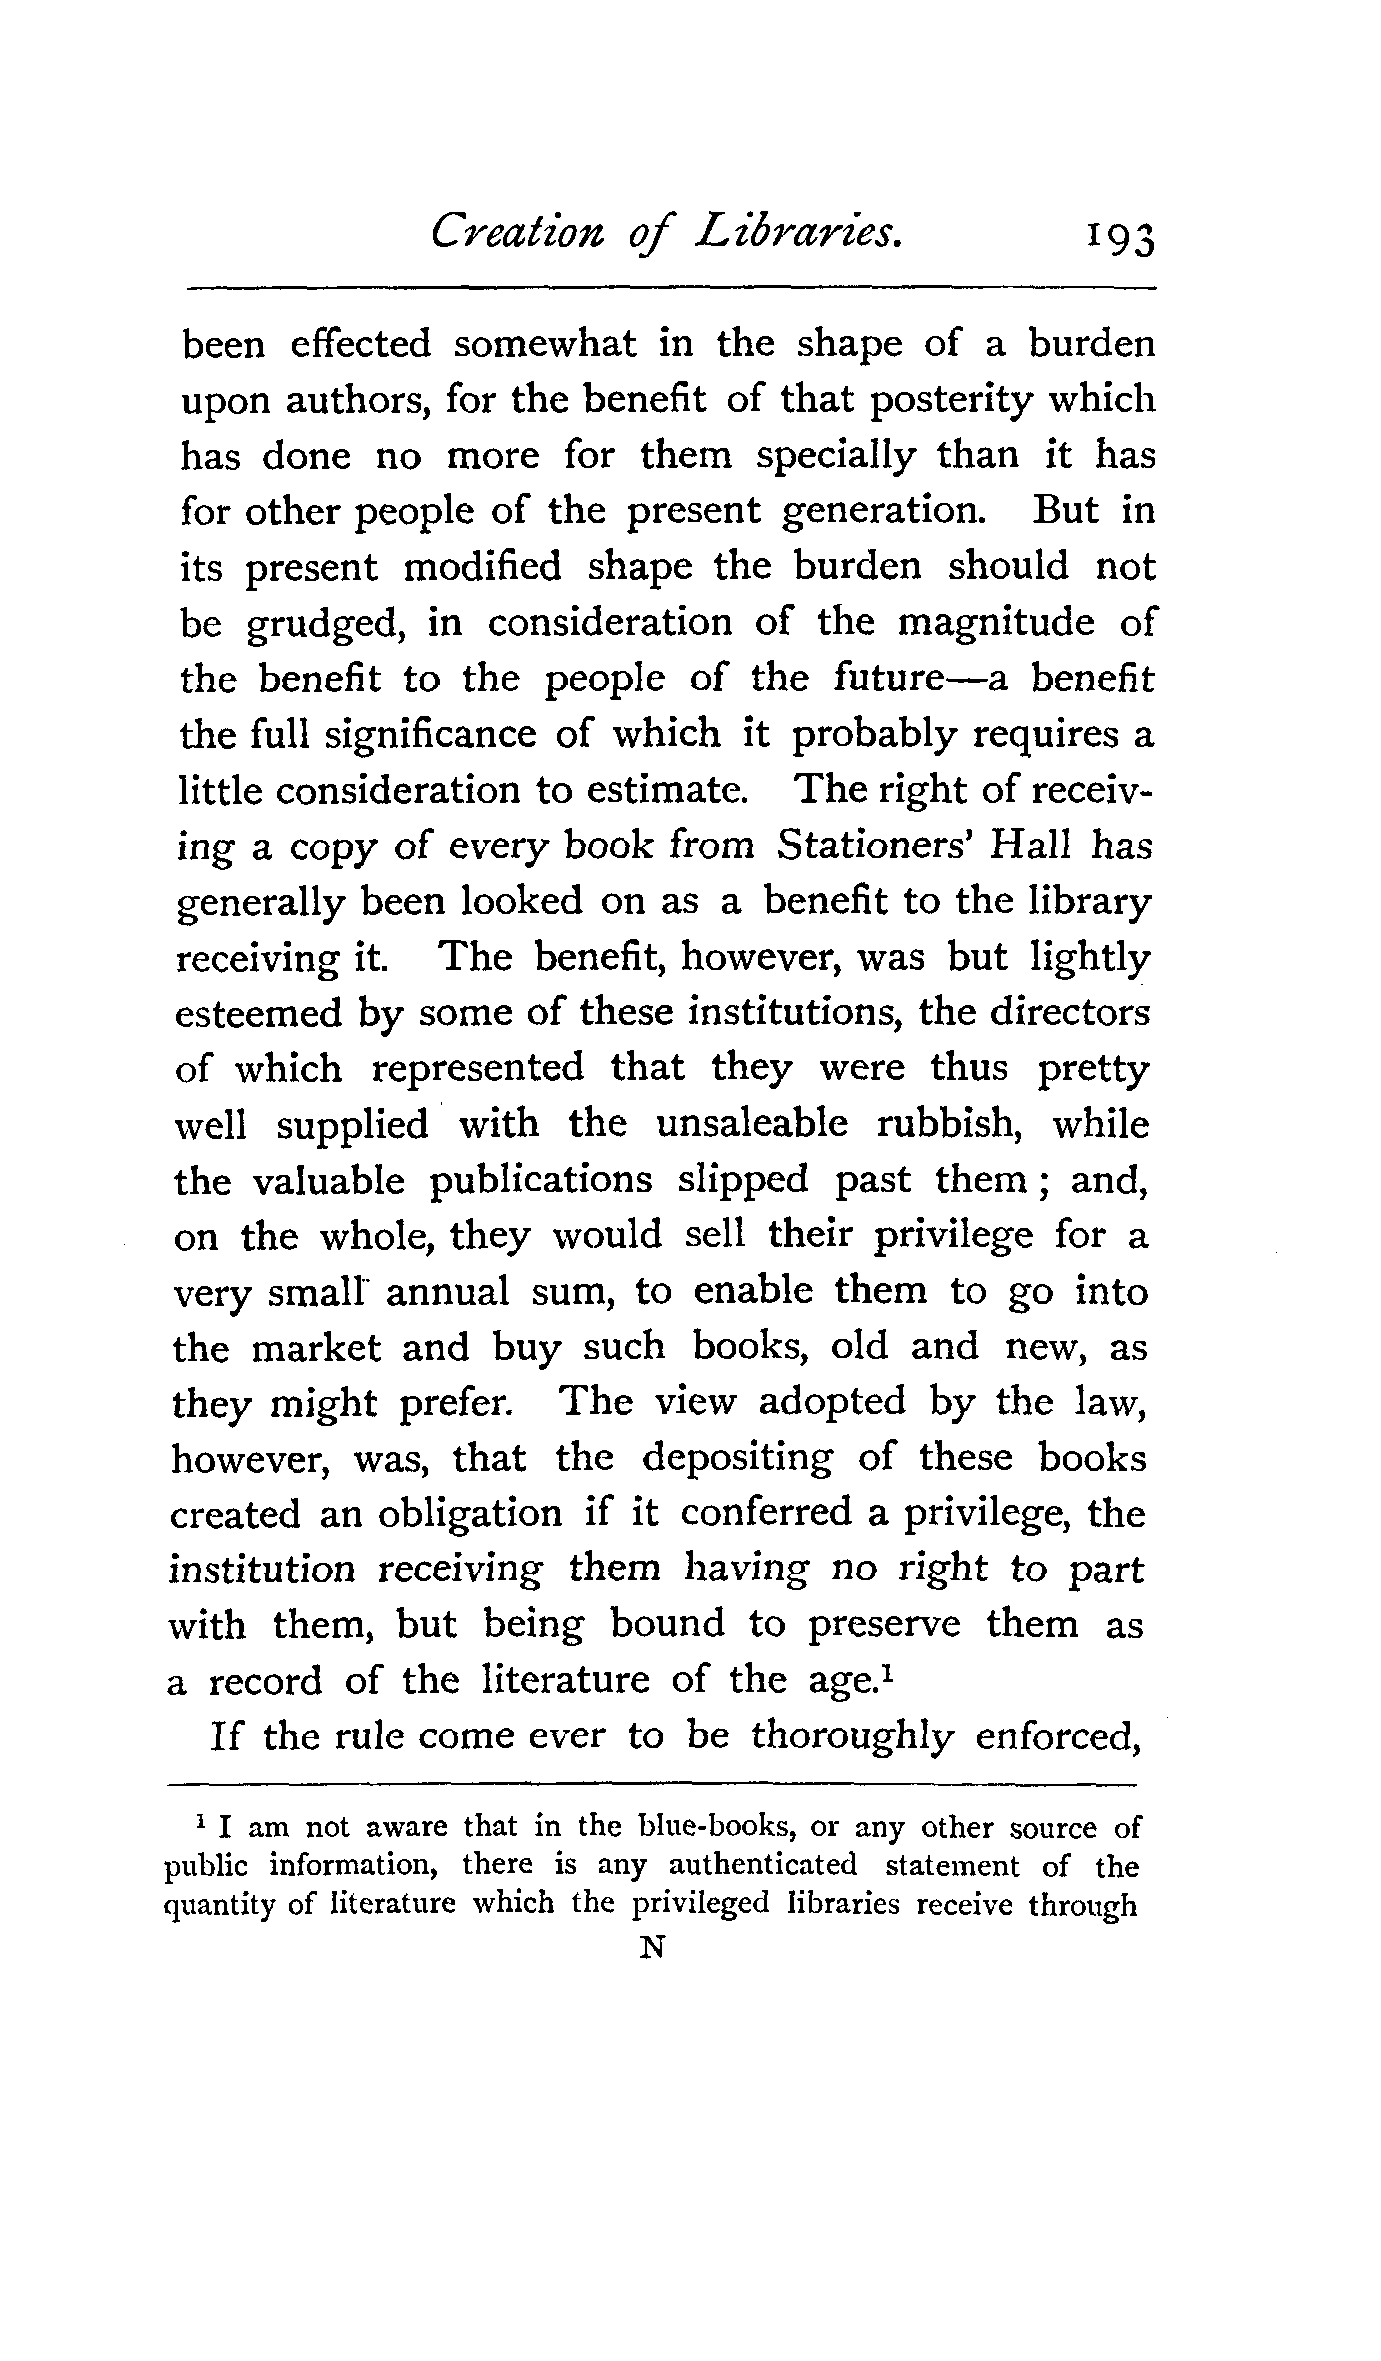 Creation of Libraries. 193
been effected somewhat in the shape of a burden
upon authors, for the benefit of that posterity which
has done no more for them specially than it has
for other people of the present generation. But in
its present modified shape the burden should not
be grudged, in consideration of the magnitude of
the benefit to the people of the future—a benefit
the full significance of which it probably requires a
little consideration to estimate. The right of receiv-
ing a copy of every book from Stationers' Hall has
generally been looked on as a benefit to the library
receiving it. The benefit, however, was but lightly
esteemed by some of these institutions, the directors
of which represented that they were thus pretty
well supplied with the unsaleable rubbish, while
the valuable publications slipped past them; and,
on the whole, they would sell their privilege for a
very small annual sum, to enable them to go into
the market and buy such books, old and new, as
they might prefer. The view adopted by the law,
however, was, that the depositing of these books
created an obligation if it conferred a privilege, the
institution receiving them having no right to part
with them, but being bound to preserve them as
a record of the literature of the age.¹
If the rule come ever to be thoroughly enforced,
¹ I am not aware that in the blue-books, or any other source of
public information, there is any authenticated statement of the
quantity of literature which the privileged libraries receive through
N